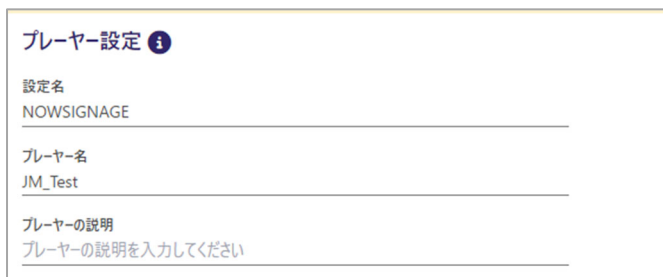 プレーヤー設定
設定名
NOWSIGNAGE
プレーヤー名
JM_Test
プレーヤーの説明
プレーヤーの説明を入力してください